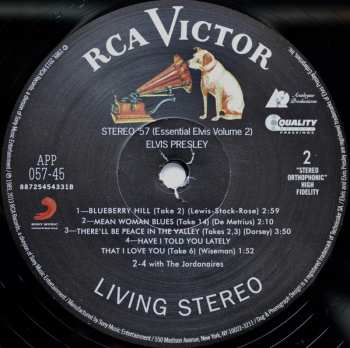 RCA VICTOR
Analogue
Productions
QUALITY
STEREO '57 (Essential Elvis Volume 2)
ELVIS PRESLEY
APP
057-45
88725454331B
2
"STEREO
ORTHOPHONIC"
HIGH
FIDELITY
SONY MUSIC
1—BLUEBERRY HILL (Take 2) (Lewis-Stock-Rose) 2:59
2—MEAN WOMAN BLUES (Take 14) (De Metrius) 2:10
3—THERE'LL BE PEACE IN THE VALLEY (Takes 2,3) (Dorsey) 3:50
4—HAVE I TOLD YOU LATELY
THAT I LOVE YOU (Take 6) (Wiseman) 1:52
2-4 with The Jordanaires
LIVING STEREO